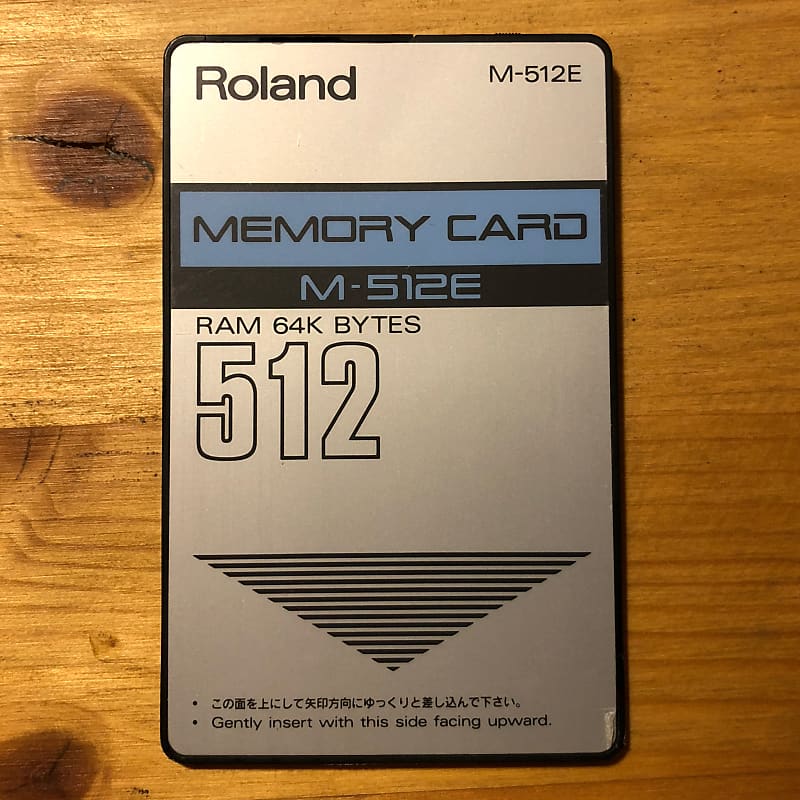 Roland M-512E
MEMORY CARD
M-512E
RAM 64K BYTES
512
• この面を上にして矢印方向にゆっくりと差し込んで下さい。
• Gently insert with this side facing upward.